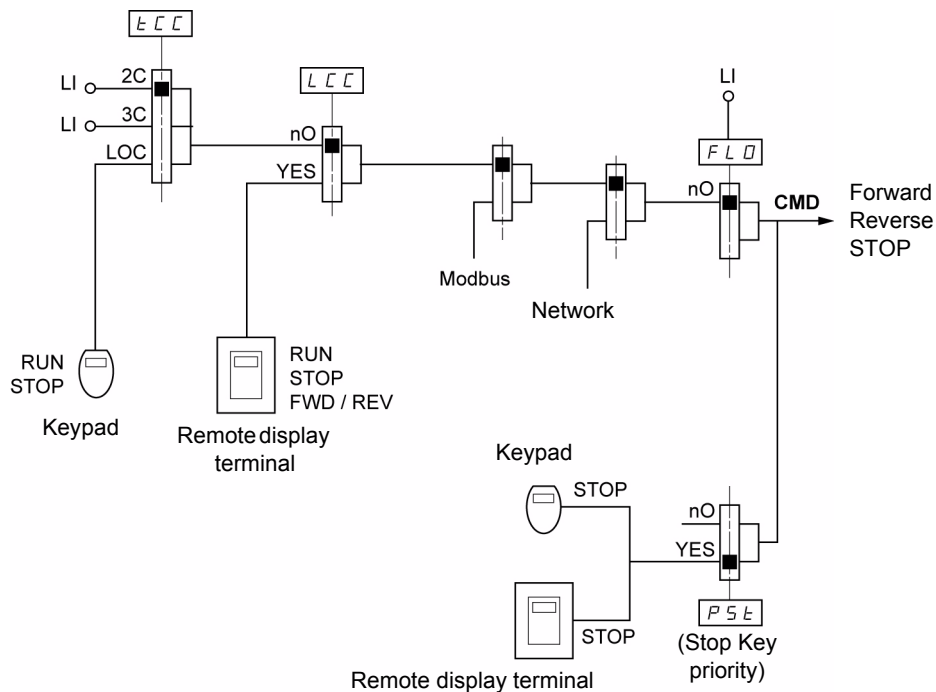 tCC
LI
2C
LI
3C
LOC
LCC
nO
YES
LI
FLO
nO
CMD
Forward
Reverse
STOP
Modbus
Network
RUN
STOP
Keypad
RUN
STOP
FWD / REV
Remote display
terminal
Keypad
STOP
nO
YES
PSt
(Stop Key
priority)
STOP
Remote display terminal